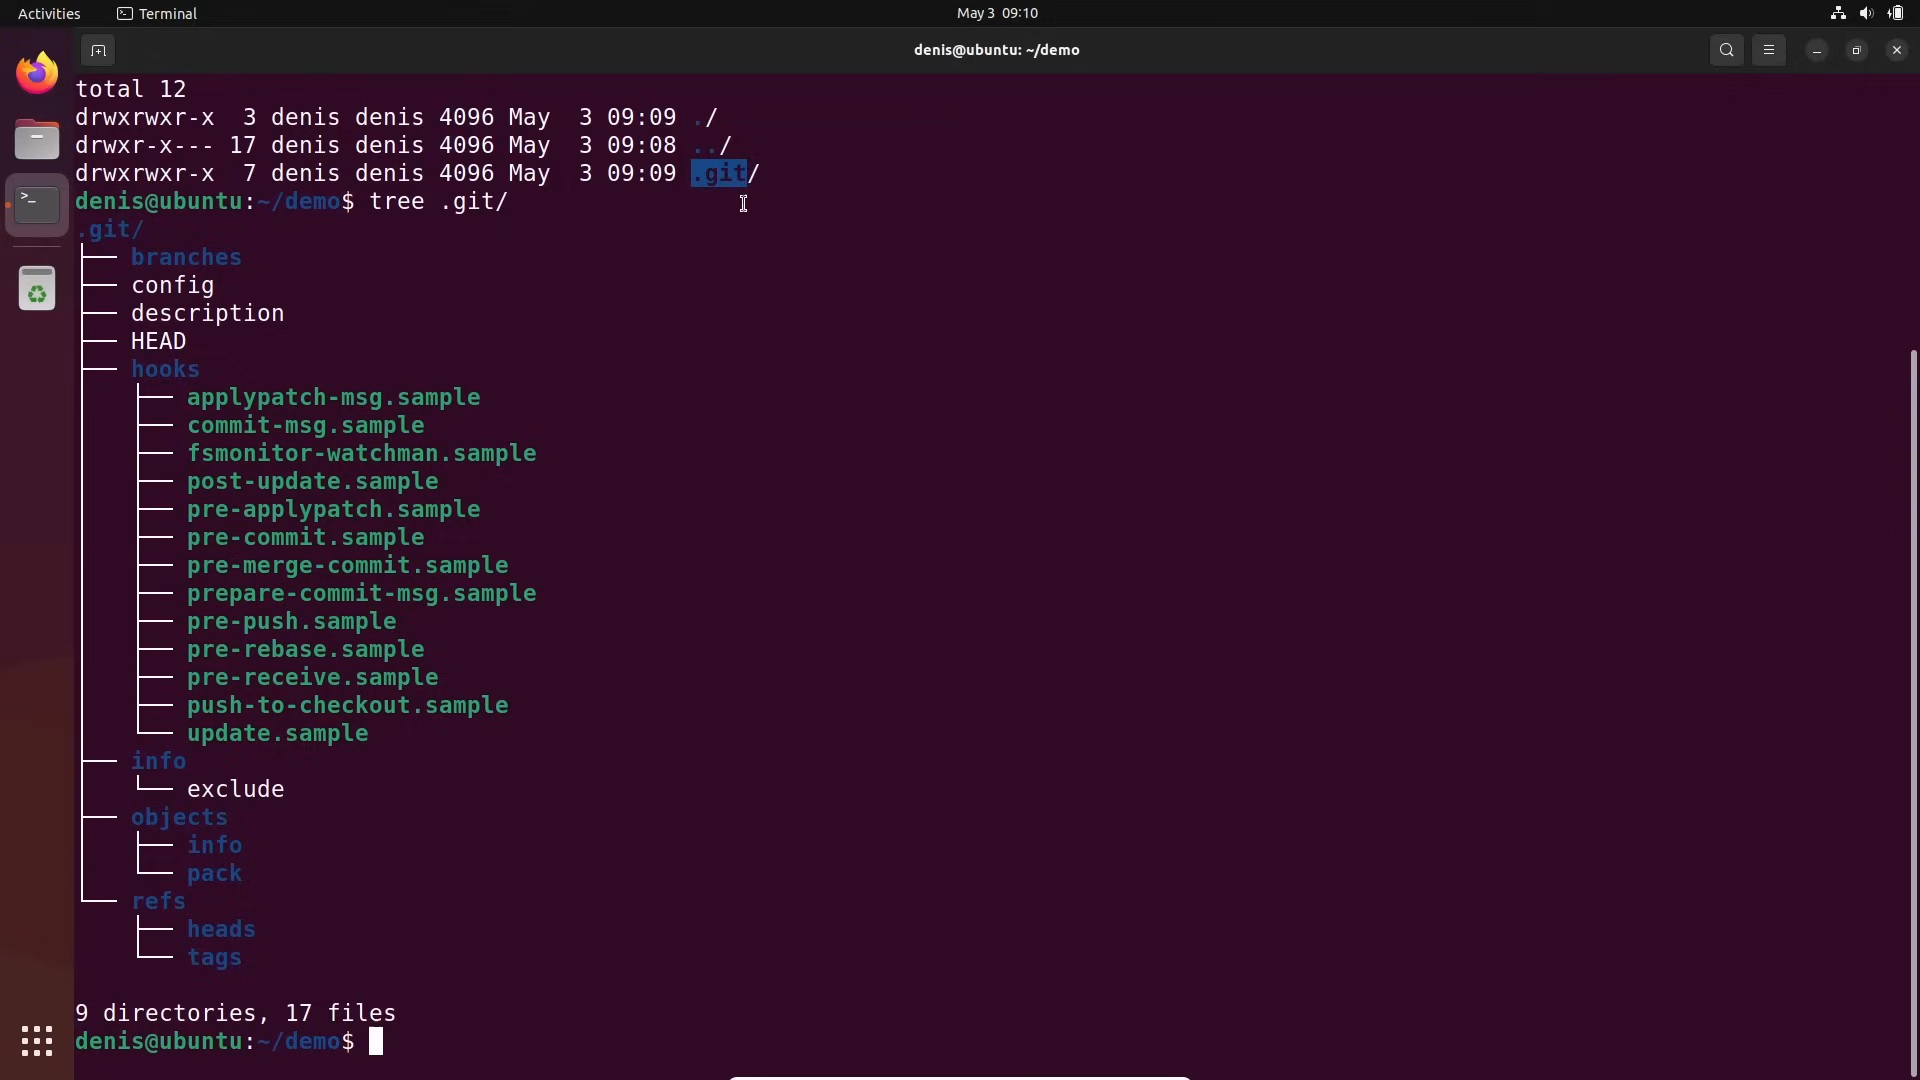 Activities Terminal May 3 09:10
denis@ubuntu: ~/demo
total 12
drwxrwxr-x  3 denis denis 4096 May  3 09:09 ./
drwxr-x--- 17 denis denis 4096 May  3 09:08 ../
drwxrwxr-x  7 denis denis 4096 May  3 09:09 .git/
denis@ubuntu:~/demo$ tree .git/
.git/
├── branches
├── config
├── description
├── HEAD
├── hooks
│   ├── applypatch-msg.sample
│   ├── commit-msg.sample
│   ├── fsmonitor-watchman.sample
│   ├── post-update.sample
│   ├── pre-applypatch.sample
│   ├── pre-commit.sample
│   ├── pre-merge-commit.sample
│   ├── prepare-commit-msg.sample
│   ├── pre-push.sample
│   ├── pre-rebase.sample
│   ├── pre-receive.sample
│   ├── push-to-checkout.sample
│   └── update.sample
├── info
│   └── exclude
├── objects
│   ├── info
│   └── pack
└── refs
    ├── heads
    └── tags
9 directories, 17 files
denis@ubuntu:~/demo$